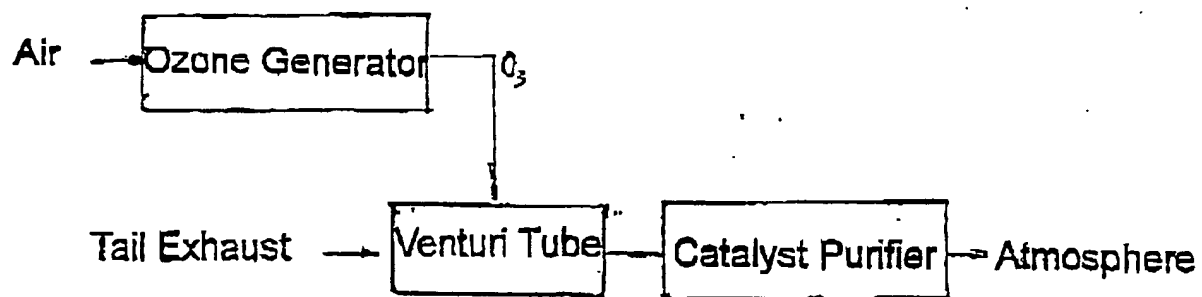 Air
Ozone Generator
O₃
Tail Exhaust
Venturi Tube
Catalyst Purifier
Atmosphere